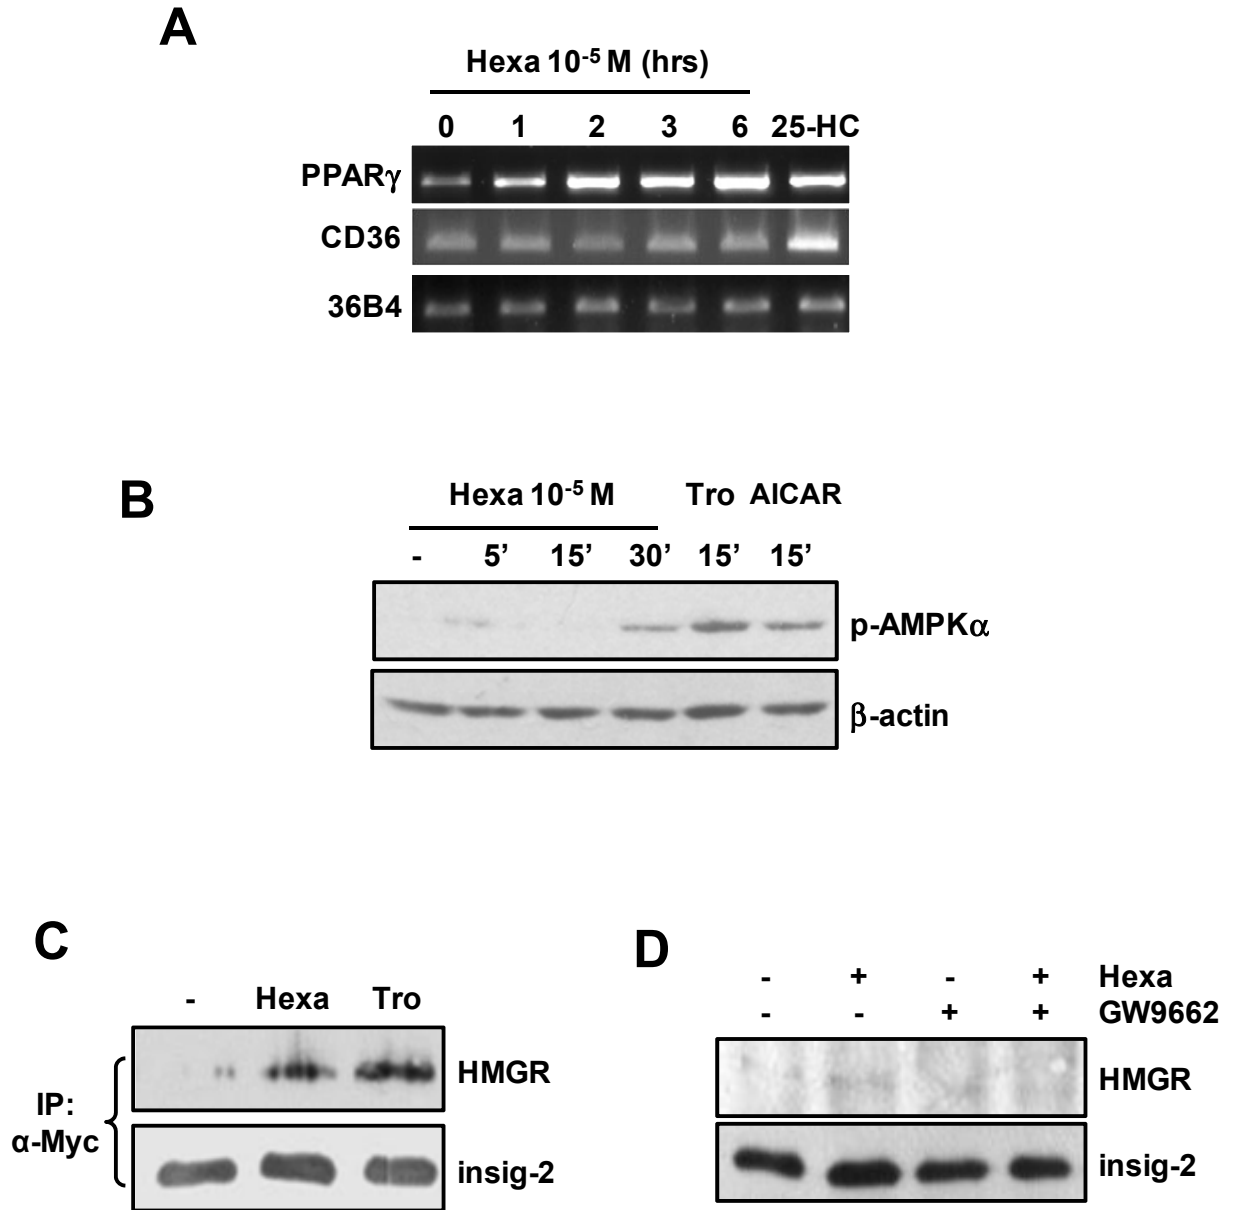 A
Hexa 10⁻⁵ M (hrs)
0 1 2 3 6 25-HC
PPARγ
CD36
36B4
B
Hexa 10⁻⁵ M Tro AICAR
- 5’ 15’ 30’ 15’ 15’
p-AMPKα
β-actin
C
- Hexa Tro
HMGR
IP:
α-Myc
insig-2
D
- + - + Hexa
- - + + GW9662
HMGR
insig-2